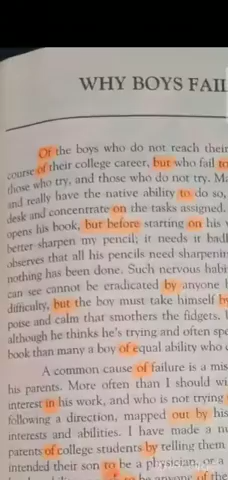 WHY BOYS FAIL
Of the boys who do not reach their
course of their college career, but who fail to
those who try, and those who do not try.
and really have the native ability to do so,
desk and concentrate on the tasks assigned.
opens his book, but before starting on his
better sharpen my pencil; it needs it
observes that all his pencils need sharpenin
nothing has been done. Such nervous habi
can see cannot be eradicated by anyone
difficulty, but the boy must take himself b
poise and calm that smothers the fidgets.
although he thinks he's trying and often spe
book than many a boy of equal ability who
A common cause of failure is a mis
his parents. More often than I should wi
interest in his work, and who is not trying
following a direction, mapped out by his
interests and abilities. I have made a nu
parents of college students by telling them
intended their son to be a physician, or a
to be anyone of the